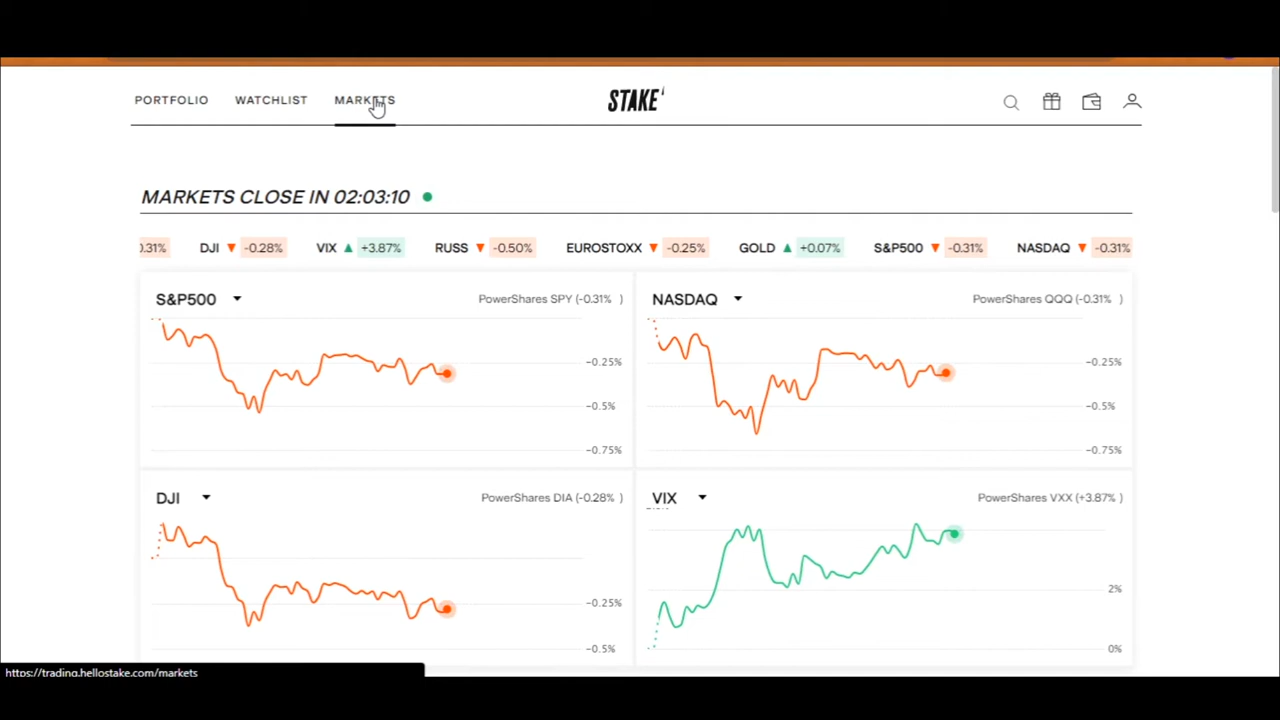 PORTFOLIO WATCHLIST MARKETS STAKE
MARKETS CLOSE IN 02:03:10
0.31% DJI -0.28% VIX +3.87% RUSS -0.50% EUROSTOXX -0.25% GOLD +0.07% S&P500 -0.31% NASDAQ -0.31%
S&P500 PowerShares SPY (-0.31% )
-0.25%
-0.5%
-0.75%
NASDAQ PowerShares QQQ (-0.31% )
-0.25%
-0.5%
-0.75%
DJI PowerShares DIA (-0.28% )
-0.25%
-0.5%
VIX PowerShares VXX (+3.87% )
2%
0%
https://trading.hellostake.com/markets